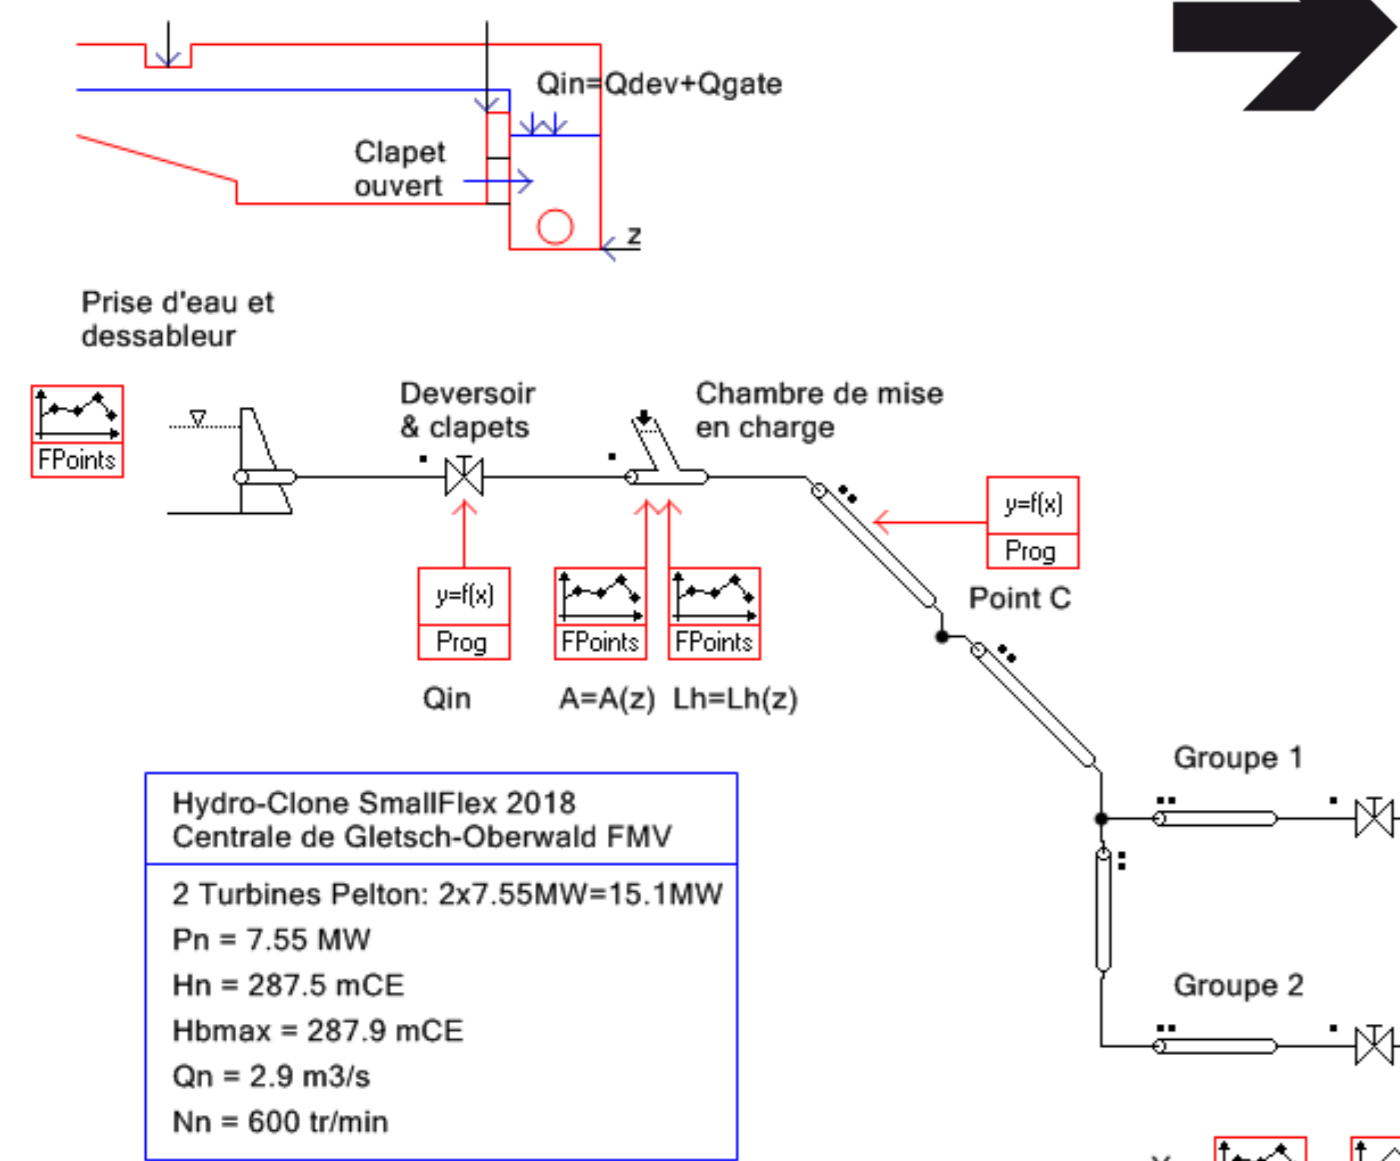 Qin=Qdev+Qgate
Clapet
ouvert
z
Prise d'eau et
dessableur
FPoints
Deversoir
& clapets
Chambre de mise
en charge
y=f(x)
Prog
Point C
y=f(x)
Prog
FPoints
FPoints
Qin
A=A(z)
Lh=Lh(z)
Groupe 1
Groupe 2
Hydro-Clone SmallFlex 2018
Centrale de Gletsch-Oberwald FMV
2 Turbines Pelton: 2x7.55MW=15.1MW
Pn = 7.55 MW
Hn = 287.5 mCE
Hbmax = 287.9 mCE
Qn = 2.9 m3/s
Nn = 600 tr/min